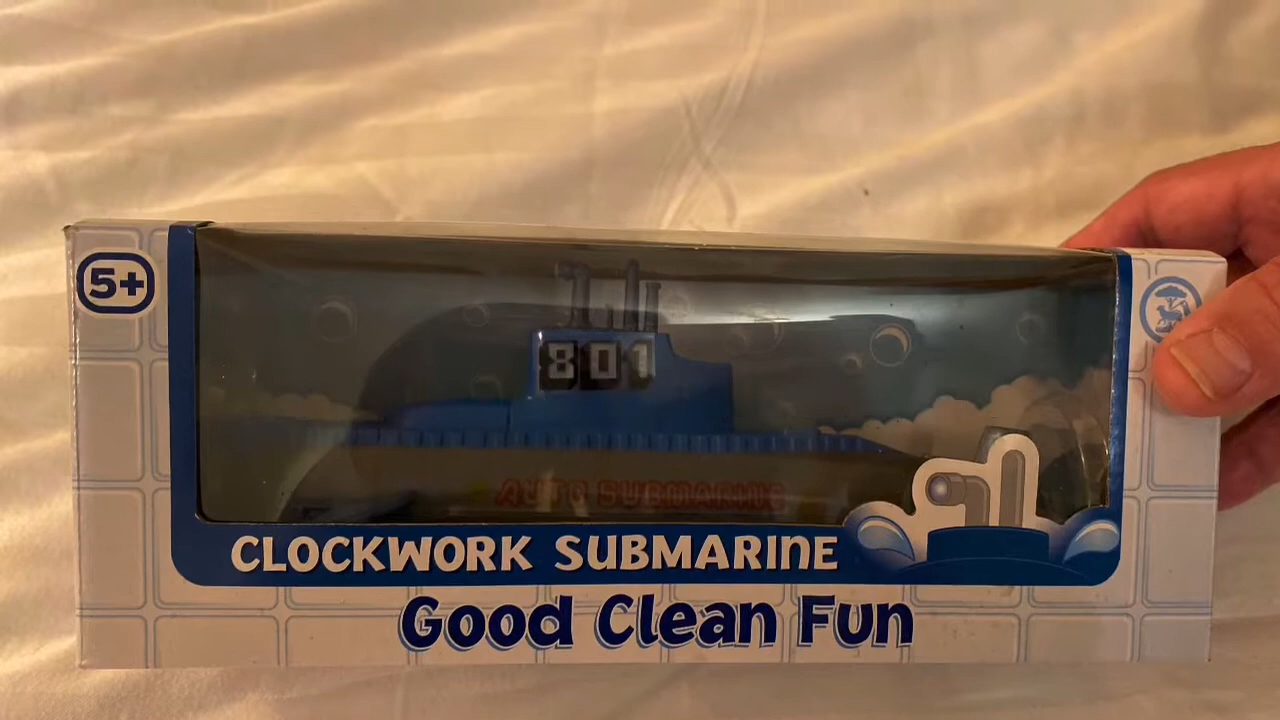 5+
801
AUTO SUBMARINE
CLOCKWORK SUBMARINE
Good Clean Fun